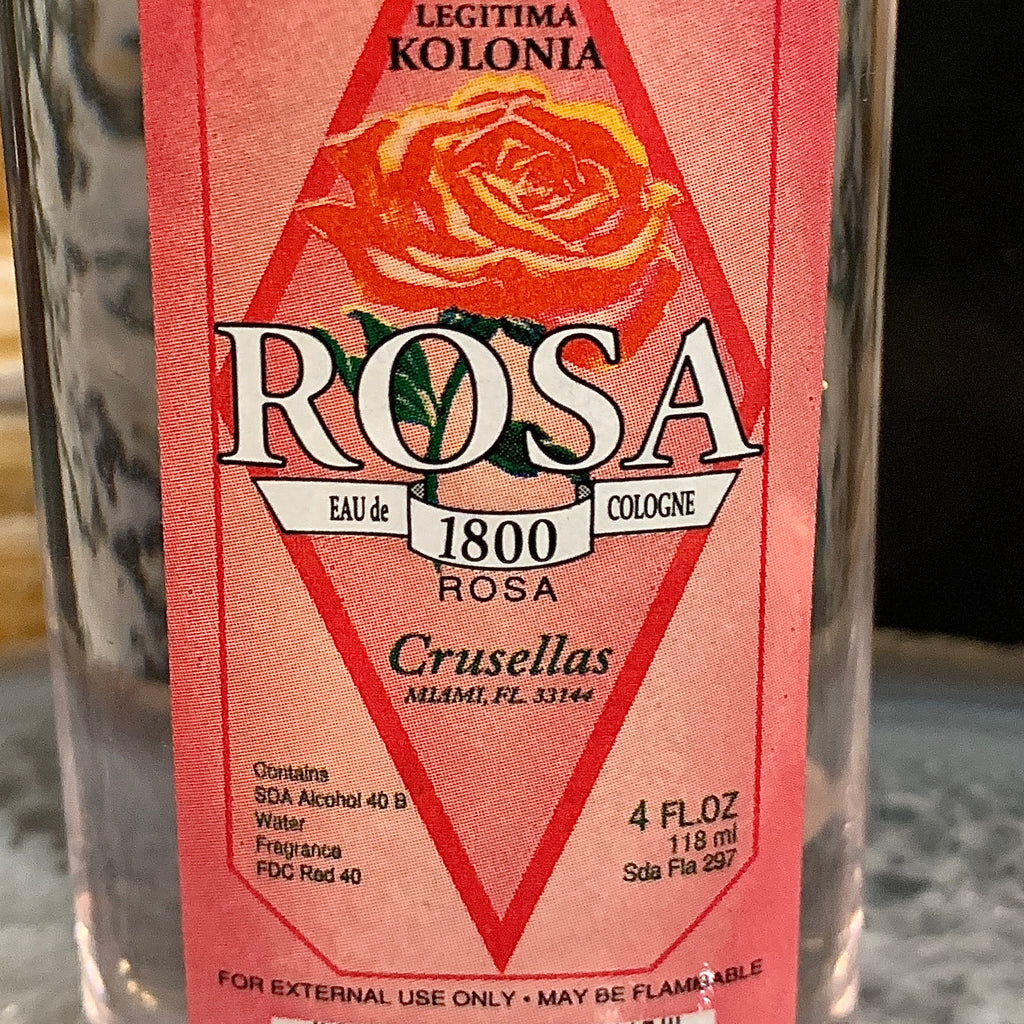 LEGITIMA
KOLONIA
ROSA
EAU de 1800 COLOGNE
ROSA
Crusellas
MIAMI, FL. 33144
Contains
SDA Alcohol 40 B
Water
Fragrance
FDC Red 40
4 FL.OZ
118 ml
Sda Fla 297
FOR EXTERNAL USE ONLY • MAY BE FLAMMABLE